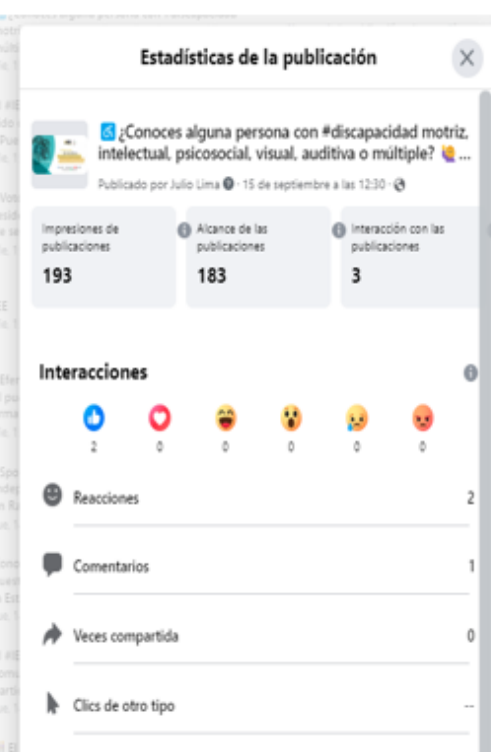 Estadísticas de la publicación
¿Conoces alguna persona con #discapacidad motriz,
intelectual, psicosocial, visual, auditiva o múltiple? ...
Publicado por Julio Lima · 15 de septiembre a las 12:30 ·
Impresiones de
publicaciones
193
Alcance de las
publicaciones
183
Interacción con las
publicaciones
3
Interacciones
2 0 0 0 0 0
Reacciones 2
Comentarios 1
Veces compartida 0
Clics de otro tipo --